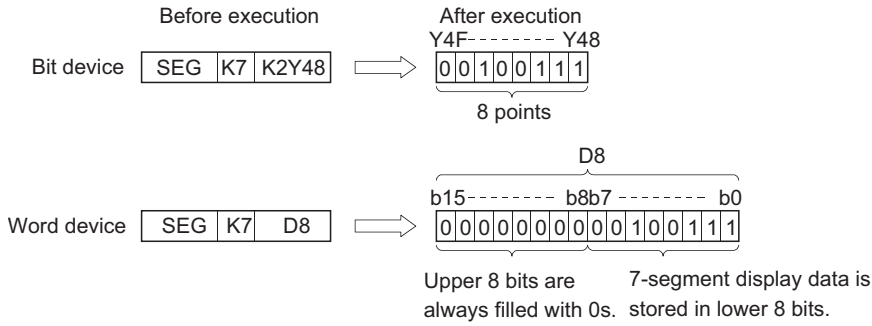 Before execution After execution
Y4F-------- Y48
Bit device SEG K7 K2Y48 0 0 1 0 0 1 1 1
8 points
D8
b15-------- b8b7 -------- b0
Word device SEG K7 D8 0 0 0 0 0 0 0 0 0 0 1 0 0 1 1 1
Upper 8 bits are 7-segment display data is
always filled with 0s. stored in lower 8 bits.